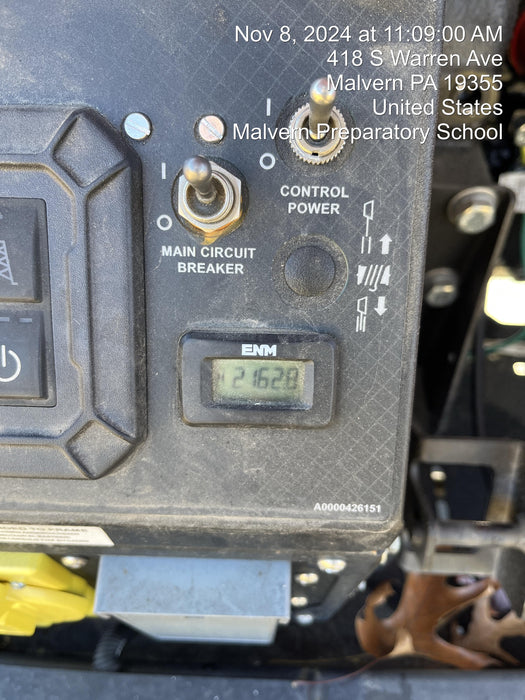 Nov 8, 2024 at 11:09:00 AM
418 S Warren Ave
Malvern PA 19355
United States
Malvern Preparatory School
I
O
CONTROL
POWER
I
O
MAIN CIRCUIT
BREAKER
ENM
A0000426151